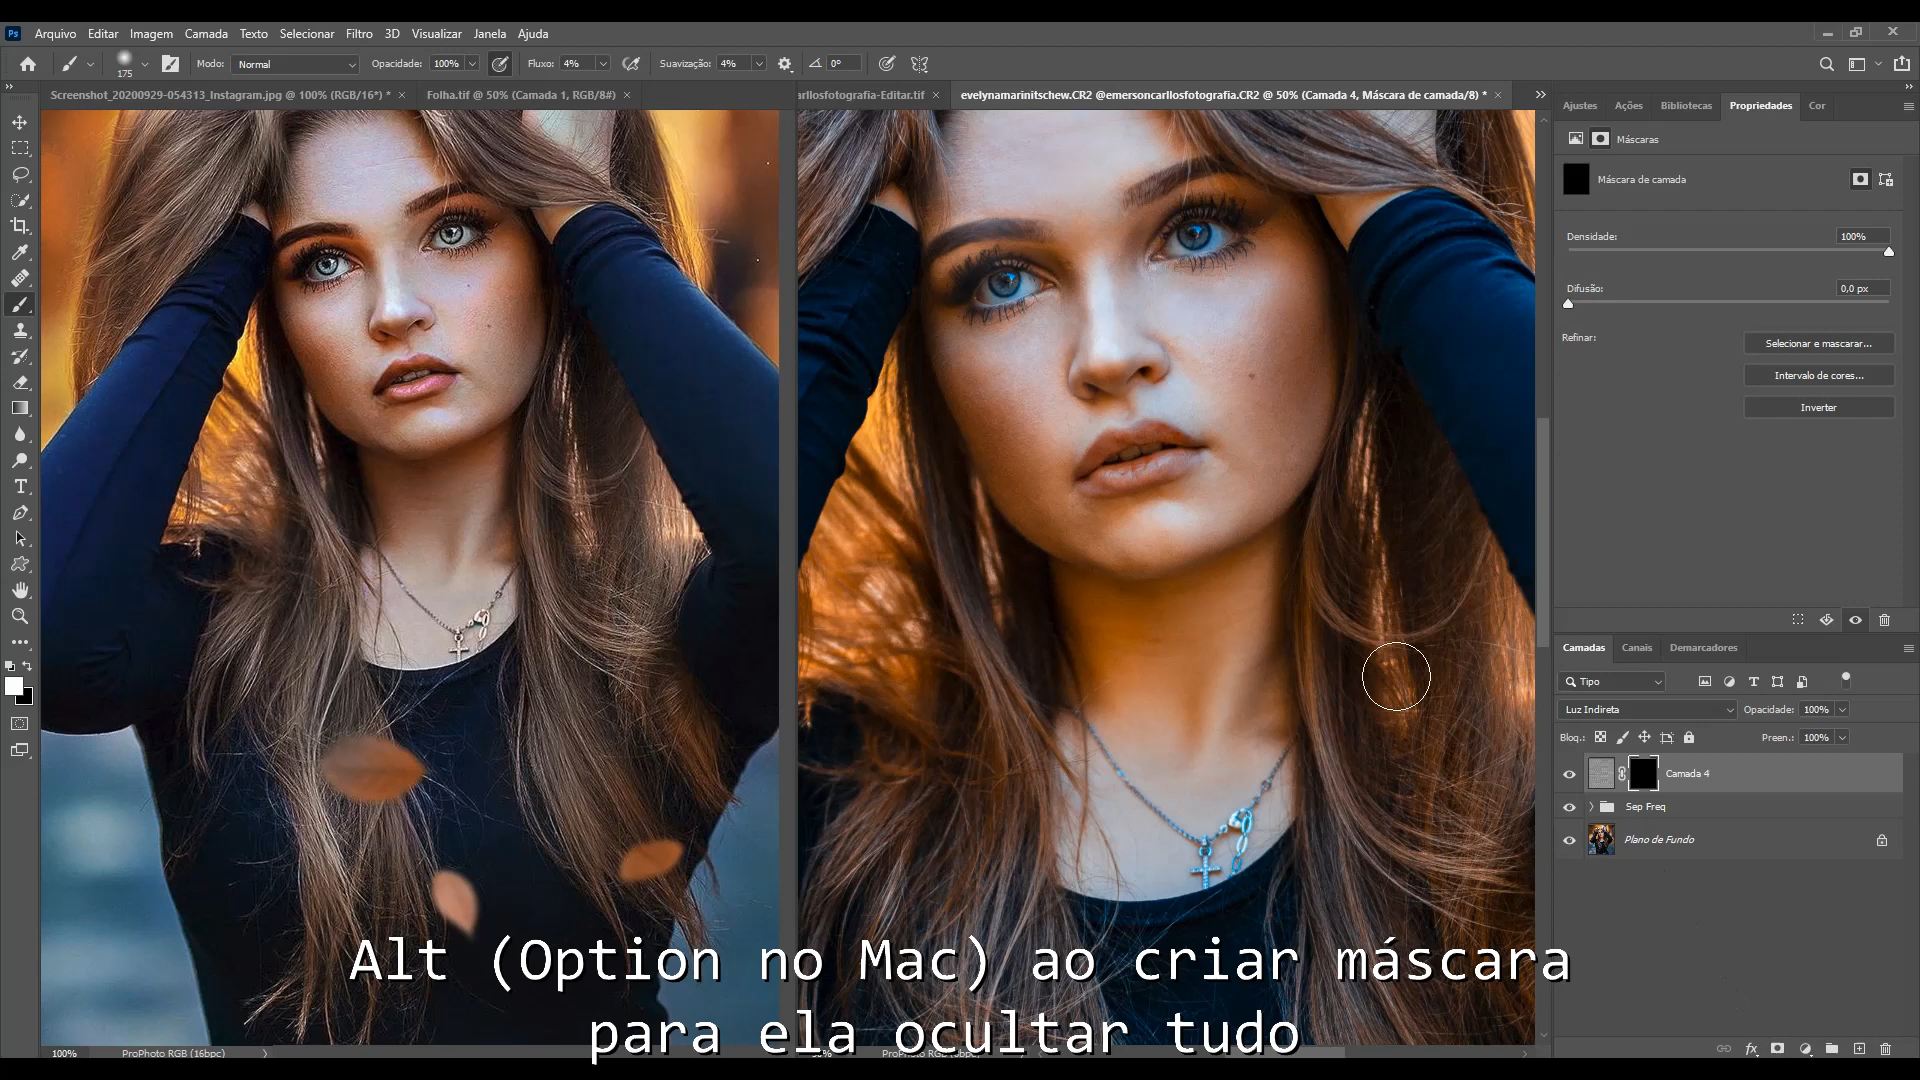 Ps Arquivo Editar Imagem Camada Texto Selecionar Filtro 3D Visualizar Janela Ajuda
175 Modo: Normal Opacidade: 100% Fluxo: 4% Suavização: 4% 0°
Screenshot_20200929-054313_Instagram.jpg @ 100% (RGB/16*) * × Folha.tif @ 50% (Camada 1, RGB/8#) × arllosfotografia-Editar.tif × evelynamarinitschew.CR2 @emersoncarllosfotografia.CR2 @ 50% (Camada 4, Máscara de camada/8) * ×
Ajustes Ações Bibliotecas Propriedades Cor
Máscaras
Máscara de camada
Densidade: 100%
Difusão: 0,0 px
Refinar: Selecionar e mascarar...
Intervalo de cores...
Inverter
Camadas Canais Demarcadores
Tipo
Luz Indireta Opacidade: 100%
Bloq.: Preen.: 100%
Camada 4
Sep Freq
Plano de Fundo
Alt (Option no Mac) ao criar máscara
para ela ocultar tudo
100% ProPhoto RGB (16bpc)